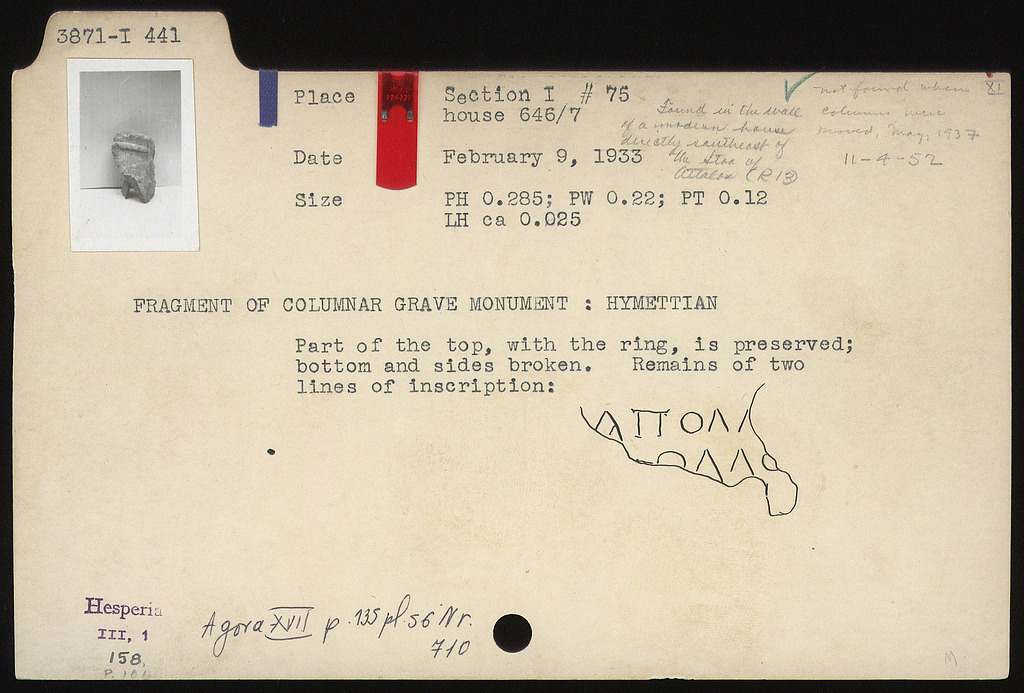 3871-I 441
Place Section I # 75
house 646/7
Found in the wall
of a modern house
directly southeast of
the Stoa of
Attalos (R 13)
not found when XI
columns were
moved, May, 1937
11-4-52
Date February 9, 1933
Size PH 0.285; PW 0.22; PT 0.12
LH ca 0.025
FRAGMENT OF COLUMNAR GRAVE MONUMENT : HYMETTIAN
Part of the top, with the ring, is preserved;
bottom and sides broken. Remains of two
lines of inscription:
ΑΠΟΛΛ
ΟΛΛΟ
Hesperia
III, 1
158.
P. 104
Agora XVII p. 135 pl. 56 Nr.
710
M